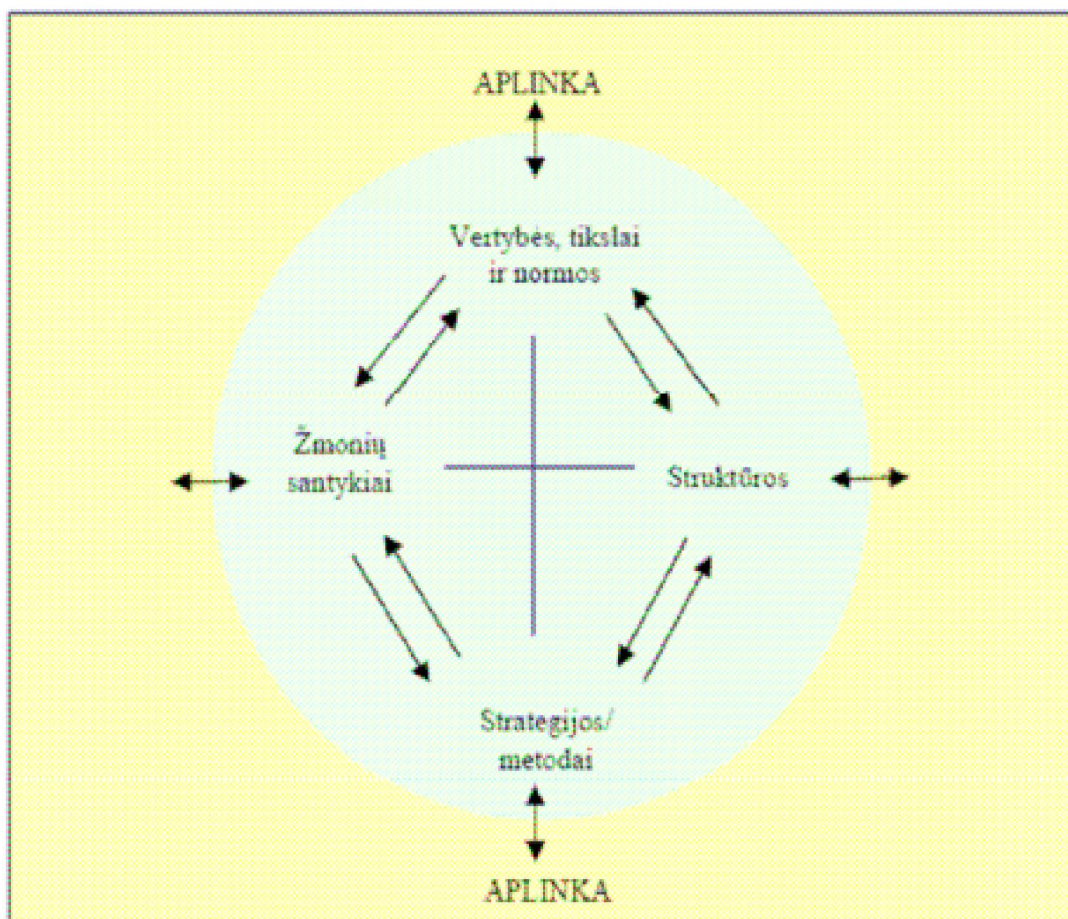 APLINKA
Vertybės, tikslai
ir normos
Žmonių
santykiai
Struktūros
Strategijos/
metodai
APLINKA